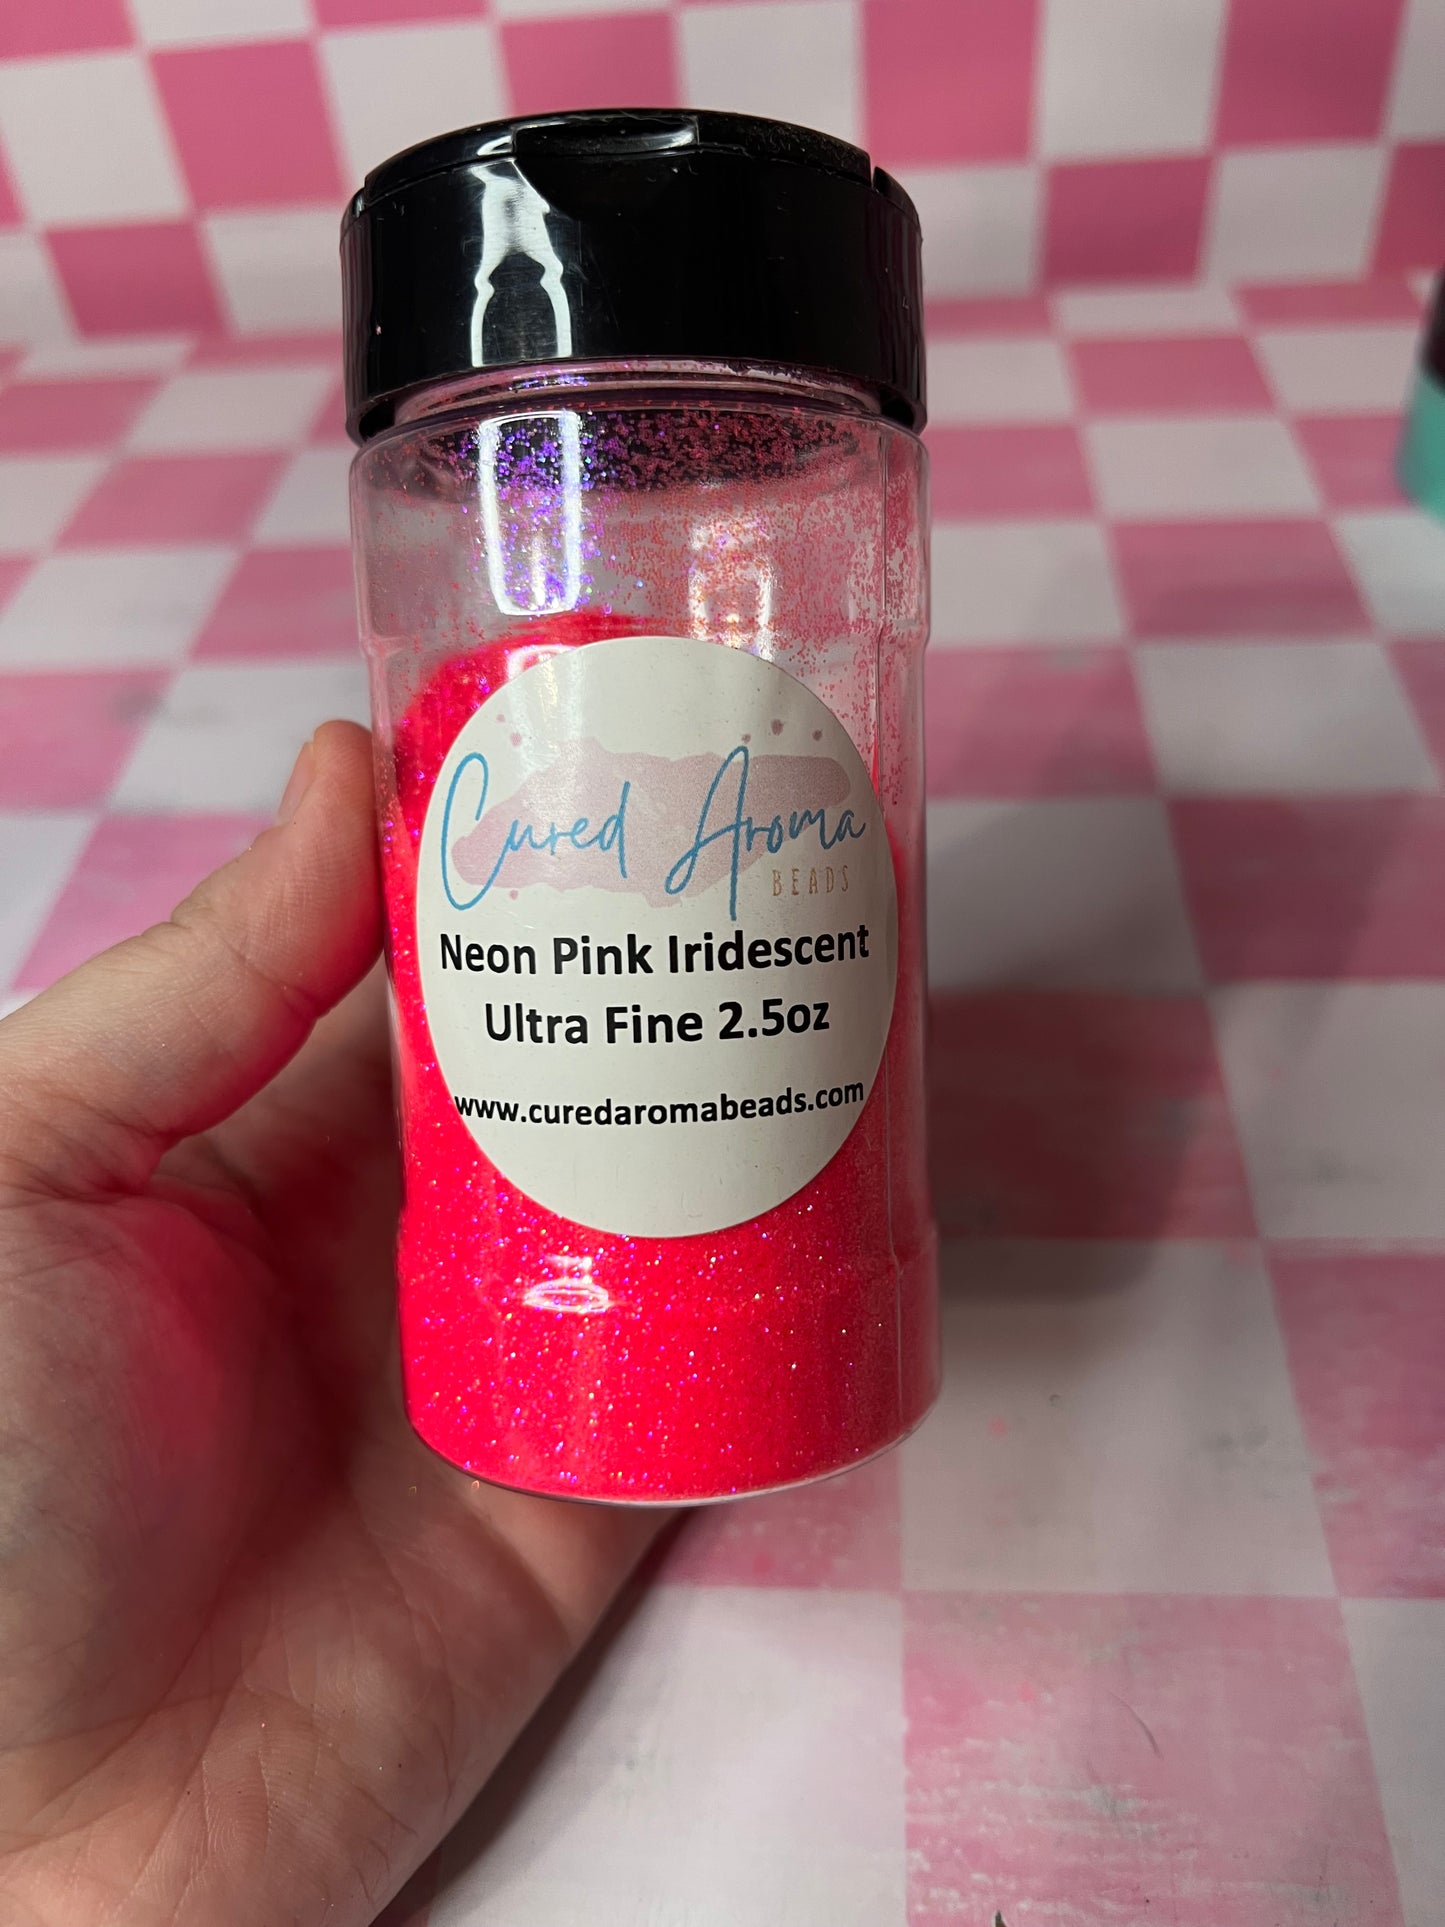 Cured Aroma
BEADS
Neon Pink Iridescent
Ultra Fine 2.5oz
www.curedaromabeads.com